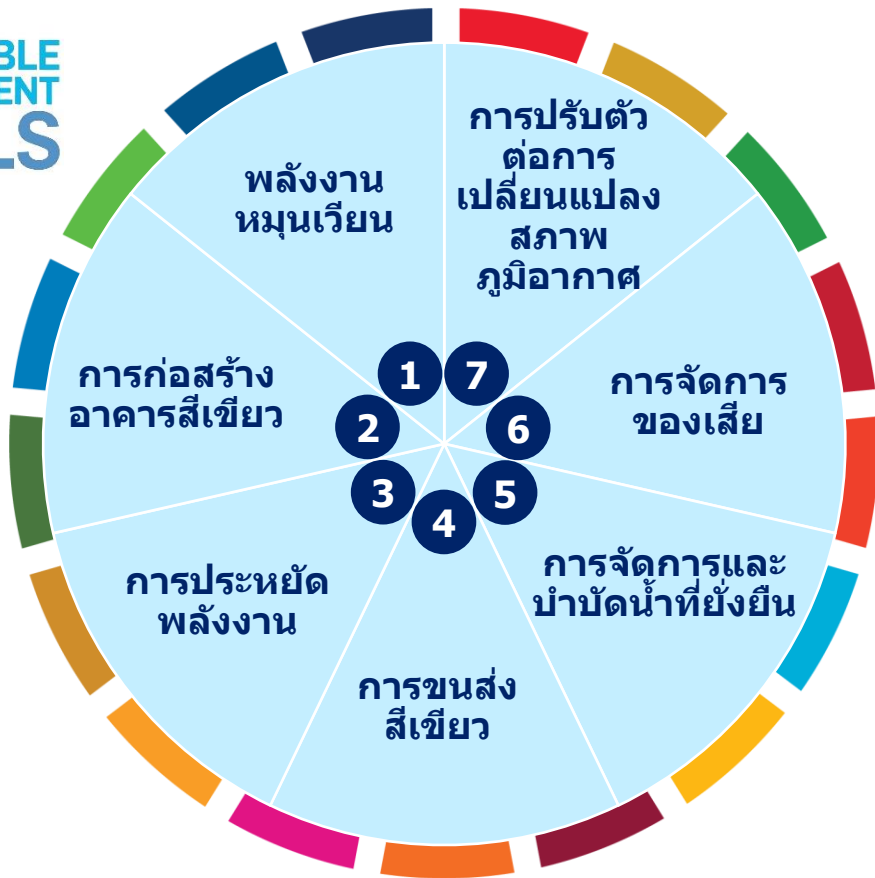 BLE
ENT
LS
พลังงาน
หมุนเวียน
การปรับตัว
ต่อการ
เปลี่ยนแปลง
สภาพ
ภูมิอากาศ
การก่อสร้าง
อาคารสีเขียว
1
7
การจัดการ
ของเสีย
2
6
3
5
4
การประหยัด
พลังงาน
การจัดการและ
บำบัดน้ำที่ยั่งยืน
การขนส่ง
สีเขียว